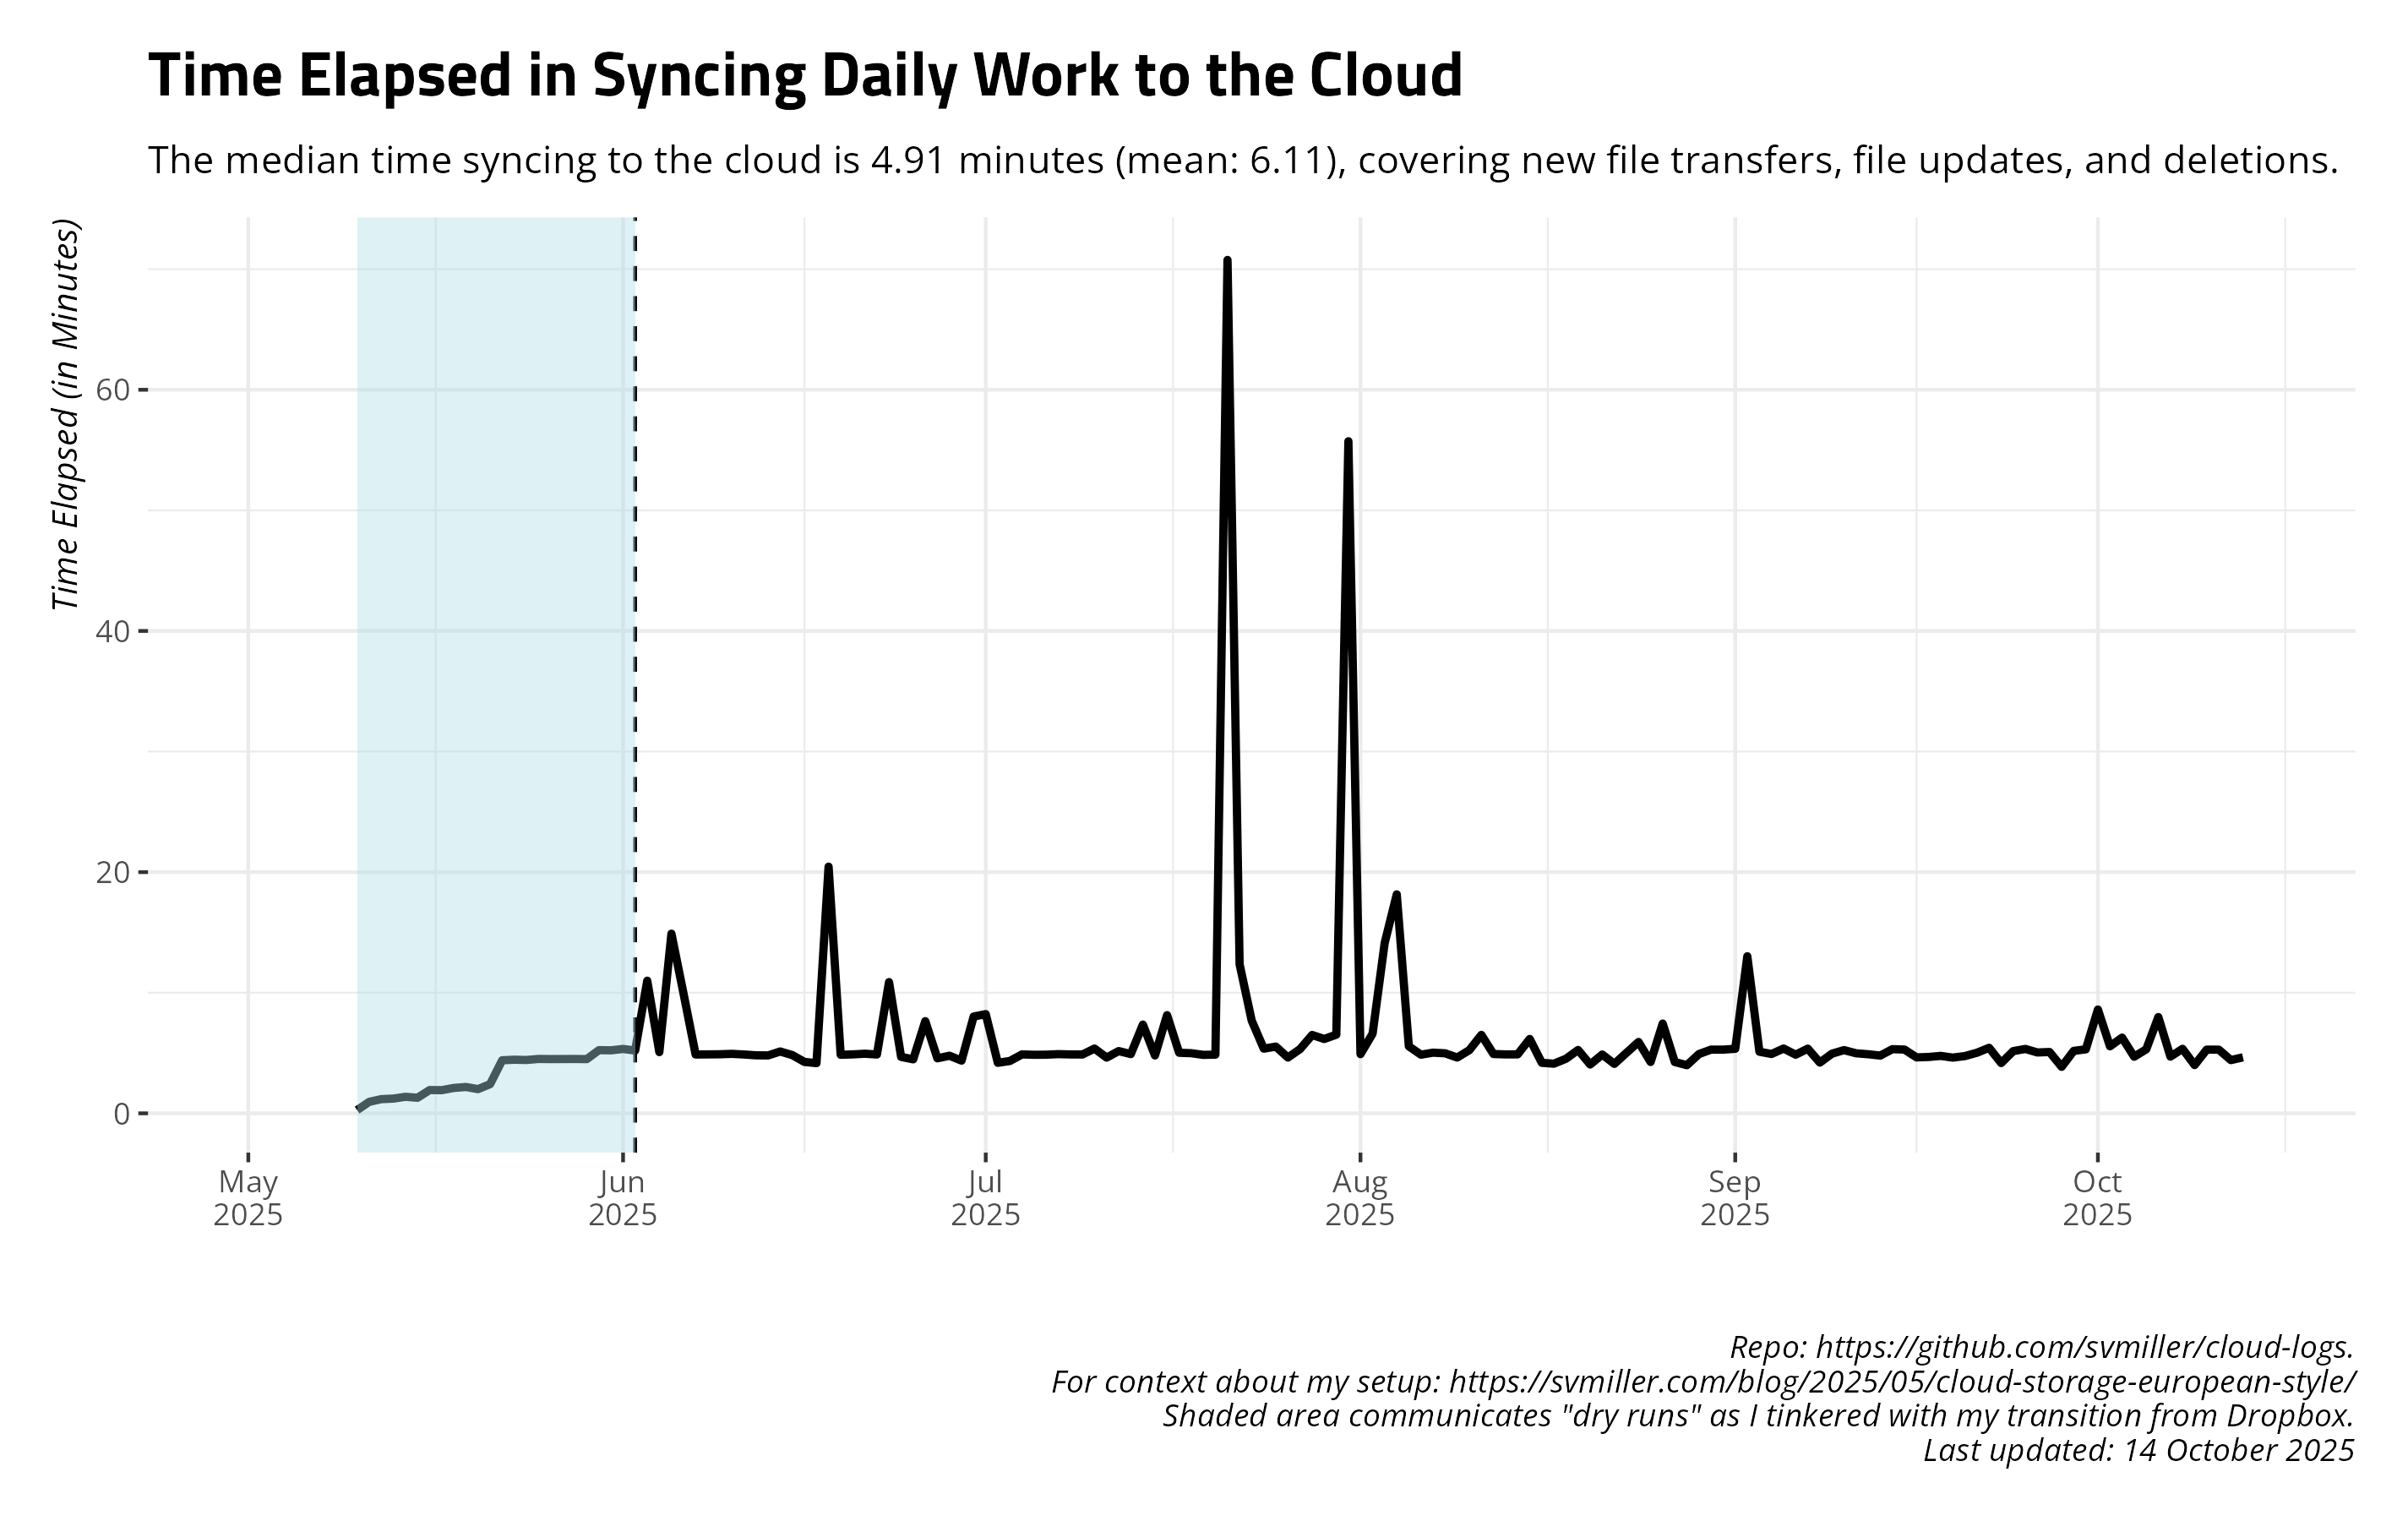 Time Elapsed in Syncing Daily Work to the Cloud
The median time syncing to the cloud is 4.91 minutes (mean: 6.11), covering new file transfers, file updates, and deletions.
Time Elapsed (in Minutes)
60
40
20
0
May
2025
Jun
2025
Jul
2025
Aug
2025
Sep
2025
Oct
2025
Repo: https://github.com/svmiller/cloud-logs.
For context about my setup: https://svmiller.com/blog/2025/05/cloud-storage-european-style/
Shaded area communicates "dry runs" as I tinkered with my transition from Dropbox.
Last updated: 14 October 2025